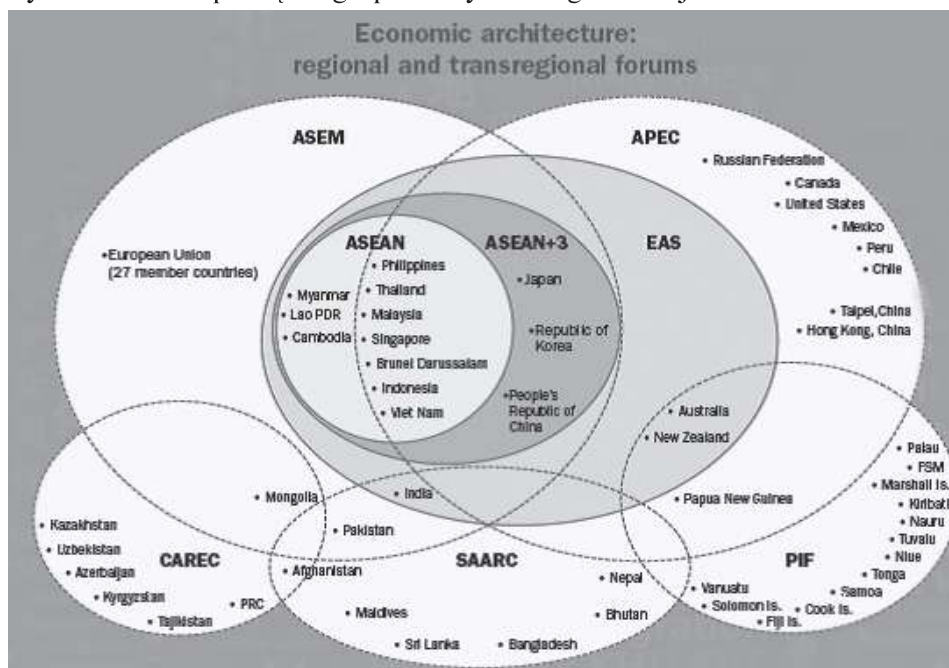 Economic architecture:
regional and transregional forums
ASEM
APEC
• Russian Federation
• Canada
• United States
• Mexico
• Peru
• Chile
• Taipei,China
• Hong Kong, China
ASEAN
ASEAN+3
EAS
• European Union
(27 member countries)
• Philippines
• Thailand
• Malaysia
• Singapore
• Brunei Darussalam
• Indonesia
• Viet Nam
• Myanmar
• Lao PDR
• Cambodia
• Japan
• Republic of
Korea
• People's
Republic of
China
• Australia
• New Zealand
• Papua New Guinea
• India
• Mongolia
• Pakistan
• Afghanistan
CAREC
• Kazakhstan
• Uzbekistan
• Azerbaijan
• Kyrgyzstan
• Tajikistan
• PRC
SAARC
• Nepal
• Bhutan
• Maldives
• Sri Lanka
• Bangladesh
PIF
• Palau
• FSM
• Marshall Is.
• Kiribati
• Nauru
• Tuvalu
• Niue
• Tonga
• Samoa
• Cook Is.
• Fiji Is.
• Solomon Is.
• Vanuatu